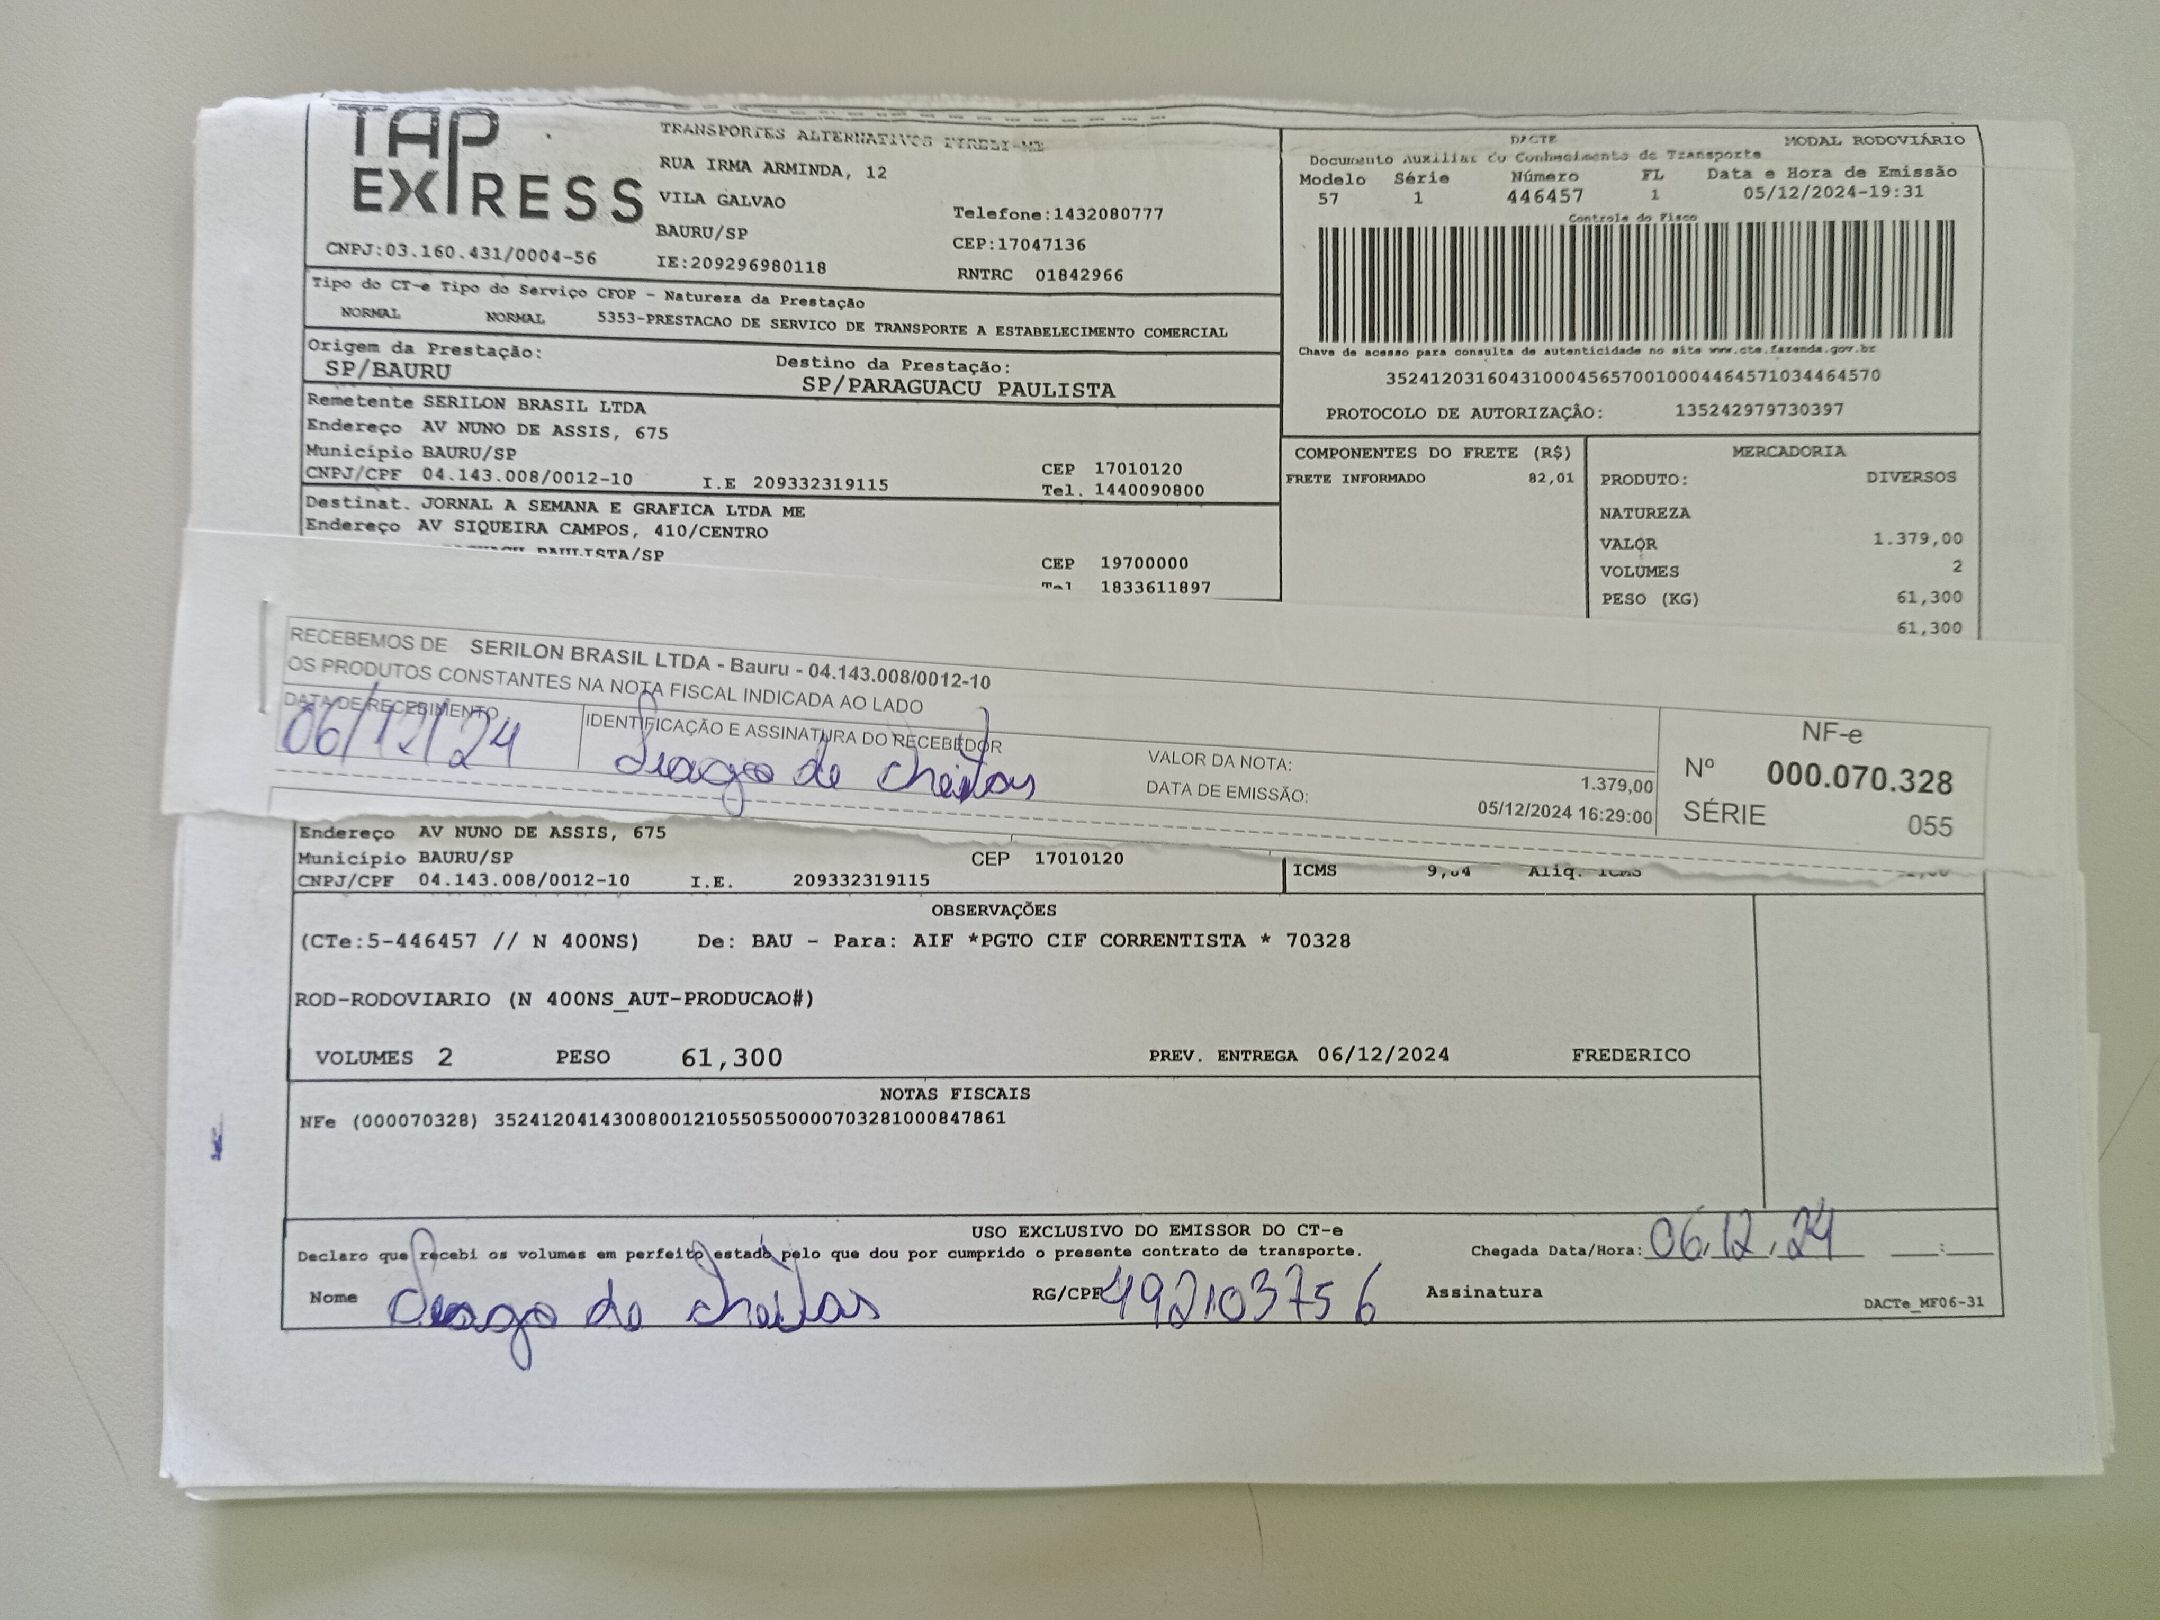 TAP
EXPRESS
CNPJ:03.160.431/0004-56
TRANSPORTES ALTERNATIVOS EIRELI-ME
RUA IRMA ARMINDA, 12
VILA GALVAO
BAURU/SP
IE:209296980118
Telefone:1432080777
CEP:17047136
RNTRC 01842966
DACTE MODAL RODOVIÁRIO
Documento Auxiliar do Conhecimento de Transporte
Modelo Série Número FL Data e Hora de Emissão
57 1 446457 1 05/12/2024-19:31
Controle do Fisco
Chave de acesso para consulta de autenticidade no site www.cte.fazenda.gov.br
35241203160431000456570010004464571034464570
PROTOCOLO DE AUTORIZAÇÂO: 135242979730397
Tipo do CT-e Tipo do Serviço CFOP - Natureza da Prestação
NORMAL NORMAL 5353-PRESTACAO DE SERVICO DE TRANSPORTE A ESTABELECIMENTO COMERCIAL
Origem da Prestação: Destino da Prestação:
SP/BAURU SP/PARAGUACU PAULISTA
Remetente SERILON BRASIL LTDA
Endereço AV NUNO DE ASSIS, 675
Município BAURU/SP CEP 17010120
CNPJ/CPF 04.143.008/0012-10 I.E 209332319115 Tel. 1440090800
Destinat. JORNAL A SEMANA E GRAFICA LTDA ME
Endereço AV SIQUEIRA CAMPOS, 410/CENTRO
PAULISTA/SP CEP 19700000
Tel 1833611897
COMPONENTES DO FRETE (R$)
FRETE INFORMADO 82,01
MERCADORIA
PRODUTO: DIVERSOS
NATUREZA
VALOR 1.379,00
VOLUMES 2
PESO (KG) 61,300
61,300
RECEBEMOS DE SERILON BRASIL LTDA - Bauru - 04.143.008/0012-10
OS PRODUTOS CONSTANTES NA NOTA FISCAL INDICADA AO LADO
DATA DE RECEBIMENTO IDENTIFICAÇÃO E ASSINATURA DO RECEBEDOR
06/12/24 de
VALOR DA NOTA: 1.379,00
DATA DE EMISSÃO: 05/12/2024 16:29:00
NF-e
Nº 000.070.328
SÉRIE 055
Endereço AV NUNO DE ASSIS, 675
Município BAURU/SP CEP 17010120
CNPJ/CPF 04.143.008/0012-10 I.E. 209332319115
ICMS Aliq. ICMS
OBSERVAÇÕES
(CTe:5-446457 // N 400NS) De: BAU - Para: AIF *PGTO CIF CORRENTISTA * 70328
ROD-RODOVIARIO (N 400NS_AUT-PRODUCAO#)
VOLUMES 2 PESO 61,300 PREV. ENTREGA 06/12/2024 FREDERICO
NOTAS FISCAIS
NFe (000070328) 35241204143008001210550550000703281000847861
USO EXCLUSIVO DO EMISSOR DO CT-e
Declaro que recebi os volumes em perfeito estado pelo que dou por cumprido o presente contrato de transporte. Chegada Data/Hora: 06.12.24 __:__
Nome de RG/CPF 492103756 Assinatura
DACTe_MF06-31